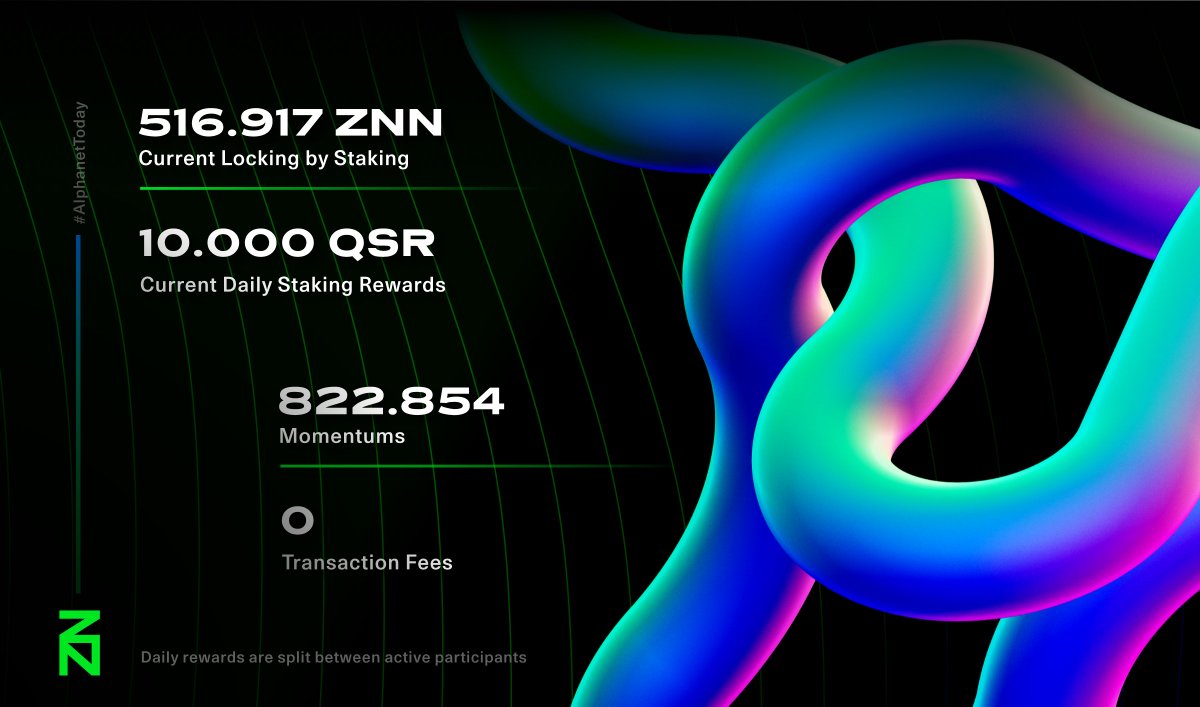 #AlphanetToday
516.917 ZNN
Current Locking by Staking
10.000 QSR
Current Daily Staking Rewards
822.854
Momentums
0
Transaction Fees
Daily rewards are split between active participants